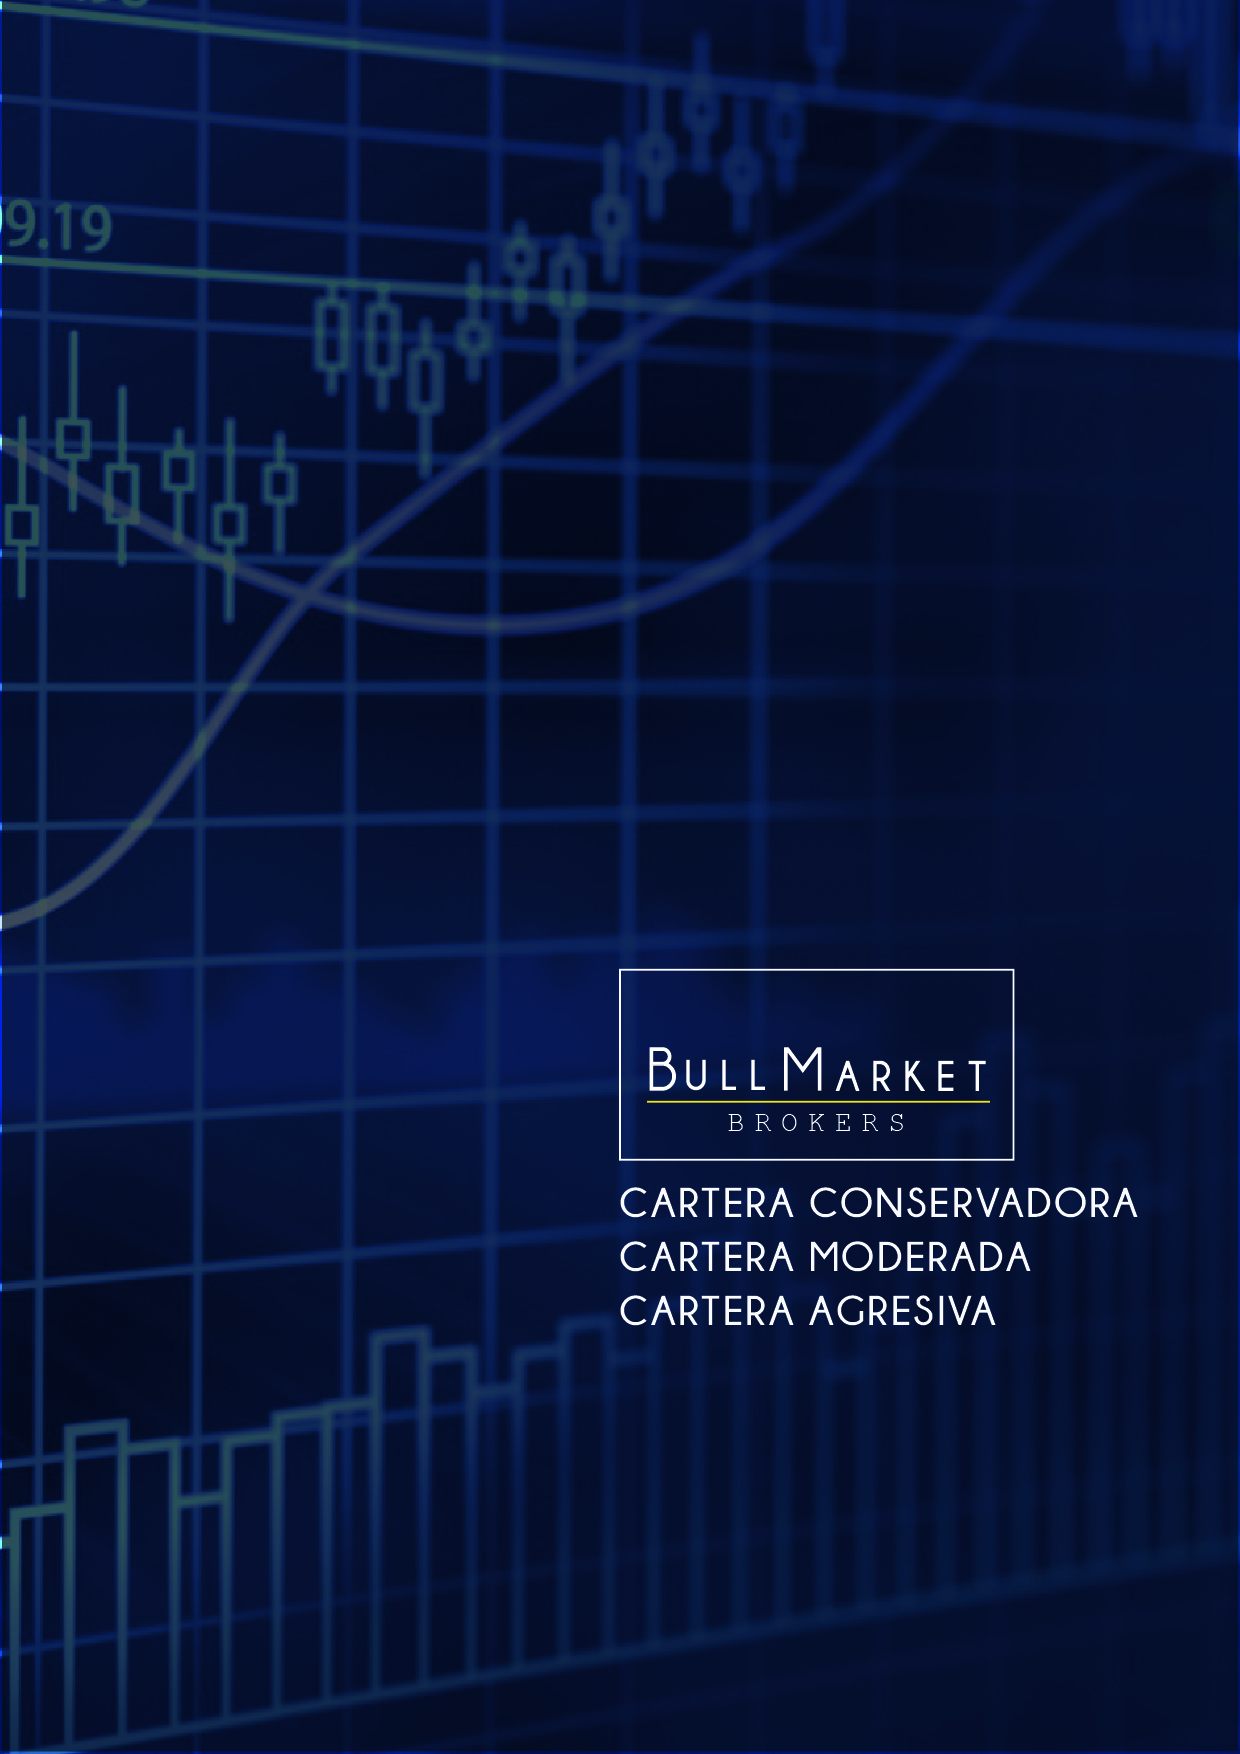 9.19
BULL MARKET
BROKERS
CARTERA CONSERVADORA
CARTERA MODERADA
CARTERA AGRESIVA